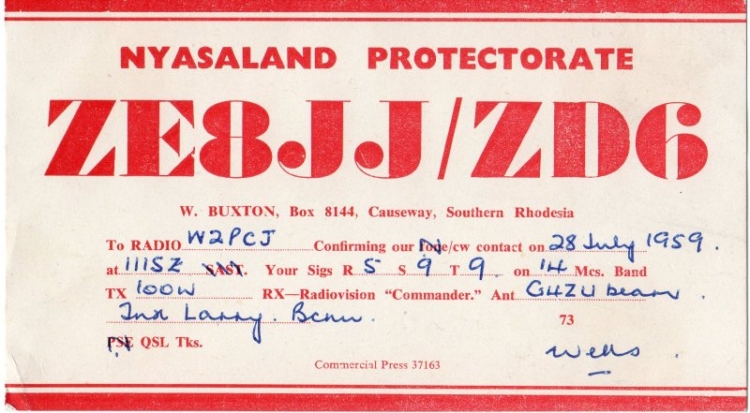 NYASALAND PROTECTORATE
ZE8JJ/ZD6
W. BUXTON, Box 8144, Causeway, Southern Rhodesia
To RADIO W2PCJ Confirming our fone/cw contact on 28 July 1959.
at 1115Z SAST. Your Sigs R 5 S 9 T 9 on 14 Mcs. Band
TX 100W RX—Radiovision “Commander.” Ant G4ZU beam.
Tnx Larry. Bcnu. 73
PSE QSL Tks.
Commercial Press 37163